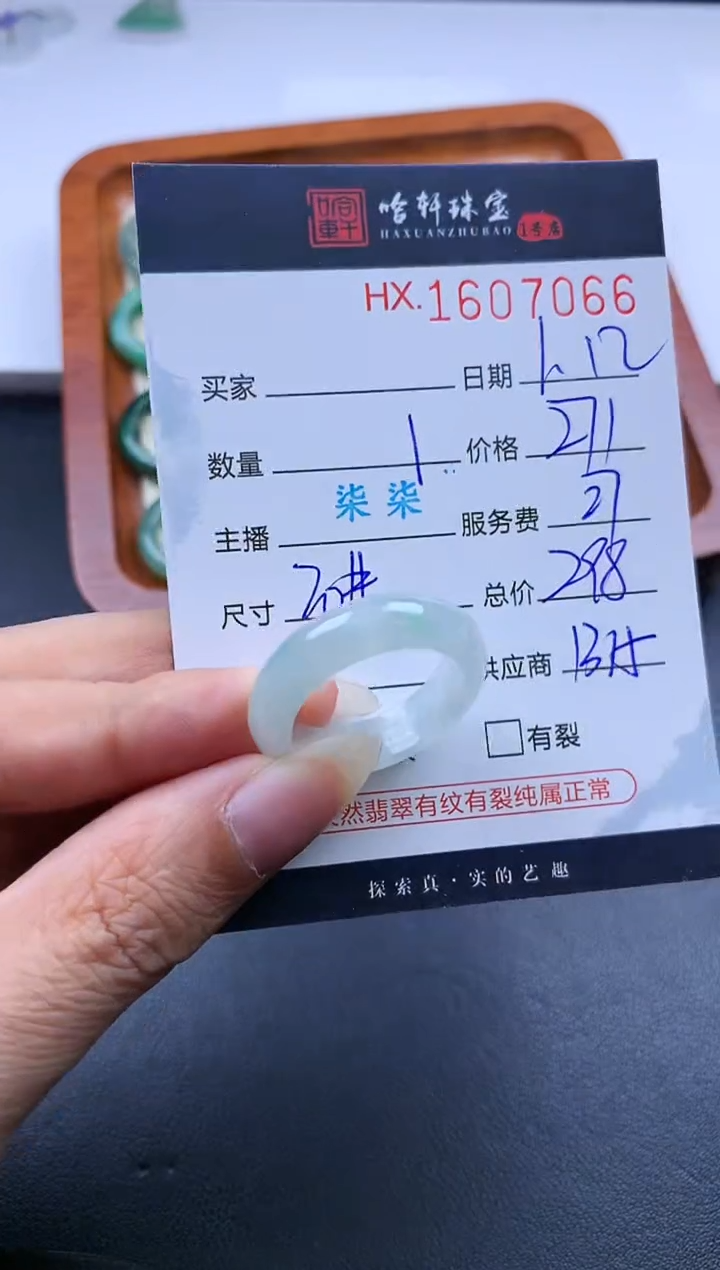 哈轩珠宝
HAXUANZHUBAO 1号店
HX.1607066
买家 日期 1.12
数量 1 价格 271
主播 柒柒 服务费 27
尺寸 总价 298
供应商
有裂
然翡翠有纹有裂纯属正常
探索真·实的艺趣